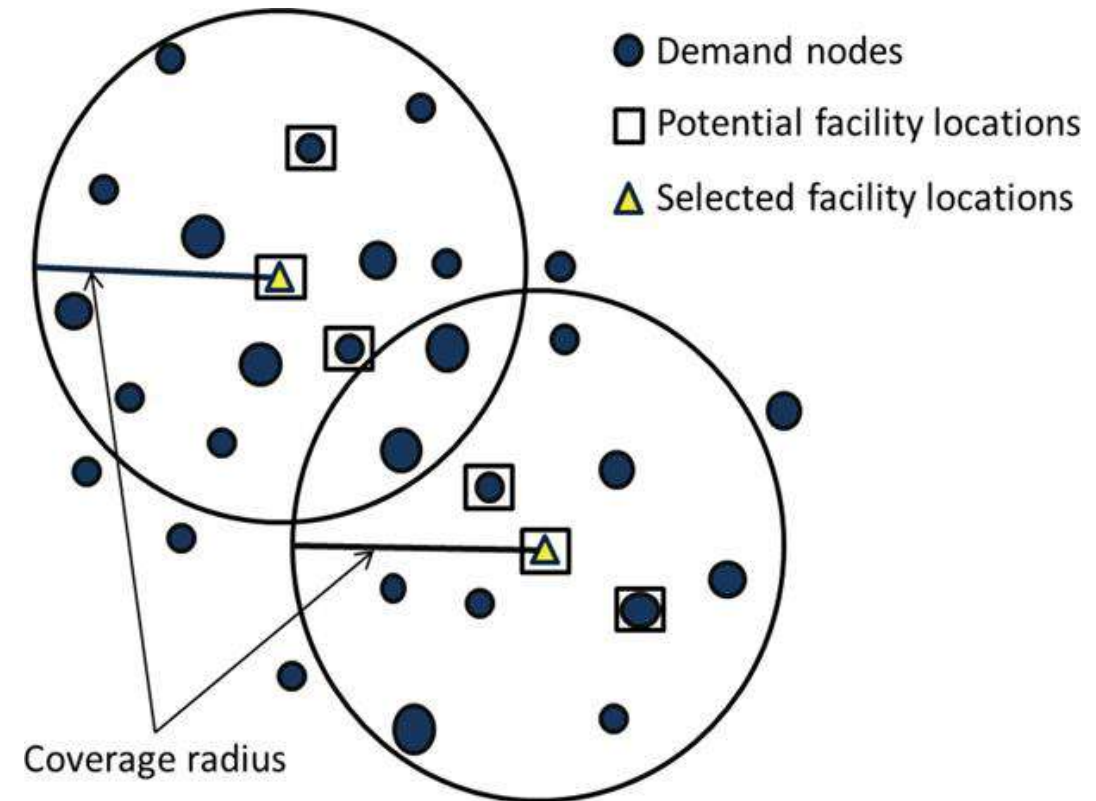 Demand nodes
Potential facility locations
Selected facility locations
Coverage radius